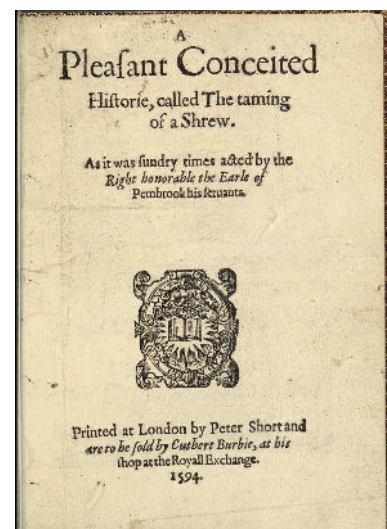 A
Pleaſant Conceited
Hiſtorie, called The taming
of a Shrew.
As it was ſundry times acted by the
Right honorable the Earle of
Pembrook his ſeruants.
Printed at London by Peter Short and
are to be ſold by Cutbert Burbie, at his
ſhop at the Royall Exchange.
1594.